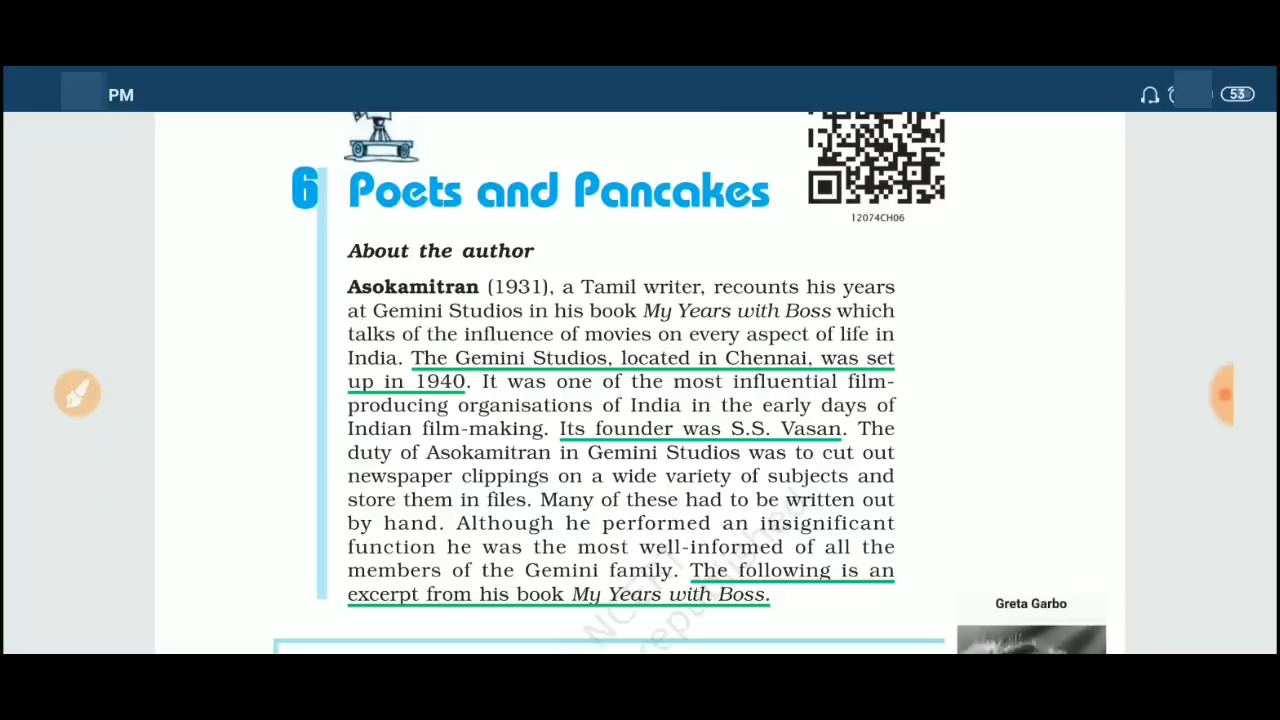 PM
53
6 Poets and Pancakes
12074CH06
About the author
Asokamitran (1931), a Tamil writer, recounts his years
at Gemini Studios in his book My Years with Boss which
talks of the influence of movies on every aspect of life in
India. The Gemini Studios, located in Chennai, was set
up in 1940. It was one of the most influential film-
producing organisations of India in the early days of
Indian film-making. Its founder was S.S. Vasan. The
duty of Asokamitran in Gemini Studios was to cut out
newspaper clippings on a wide variety of subjects and
store them in files. Many of these had to be written out
by hand. Although he performed an insignificant
function he was the most well-informed of all the
members of the Gemini family. The following is an
excerpt from his book My Years with Boss.
Greta Garbo